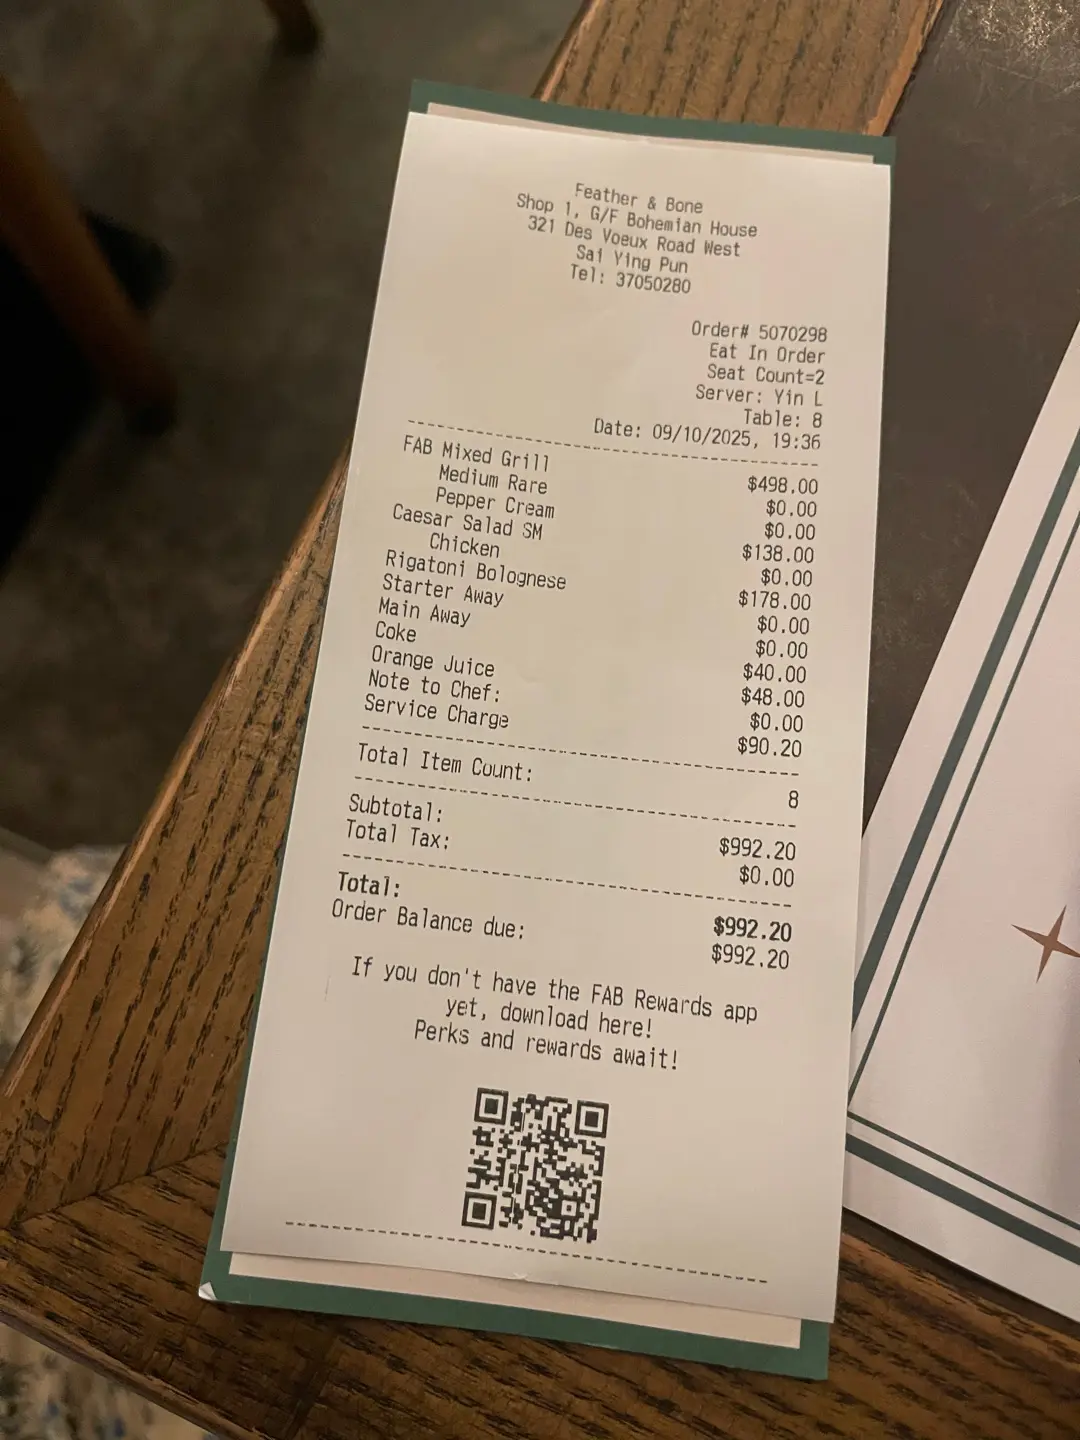 Feather & Bone
Shop 1, G/F Bohemian House
321 Des Voeux Road West
Sai Ying Pun
Tel: 37050280
Order# 5070298
Eat In Order
Seat Count=2
Server: Yin L
Table: 8
Date: 09/10/2025, 19:36
FAB Mixed Grill $498.00
Medium Rare $0.00
Pepper Cream $0.00
Caesar Salad SM $138.00
Chicken $0.00
Rigatoni Bolognese $178.00
Starter Away $0.00
Main Away $0.00
Coke $40.00
Orange Juice $48.00
Note to Chef: $0.00
Service Charge $90.20
Total Item Count: 8
Subtotal: $992.20
Total Tax: $0.00
Total: $992.20
Order Balance due: $992.20
If you don't have the FAB Rewards app
yet, download here!
Perks and rewards await!